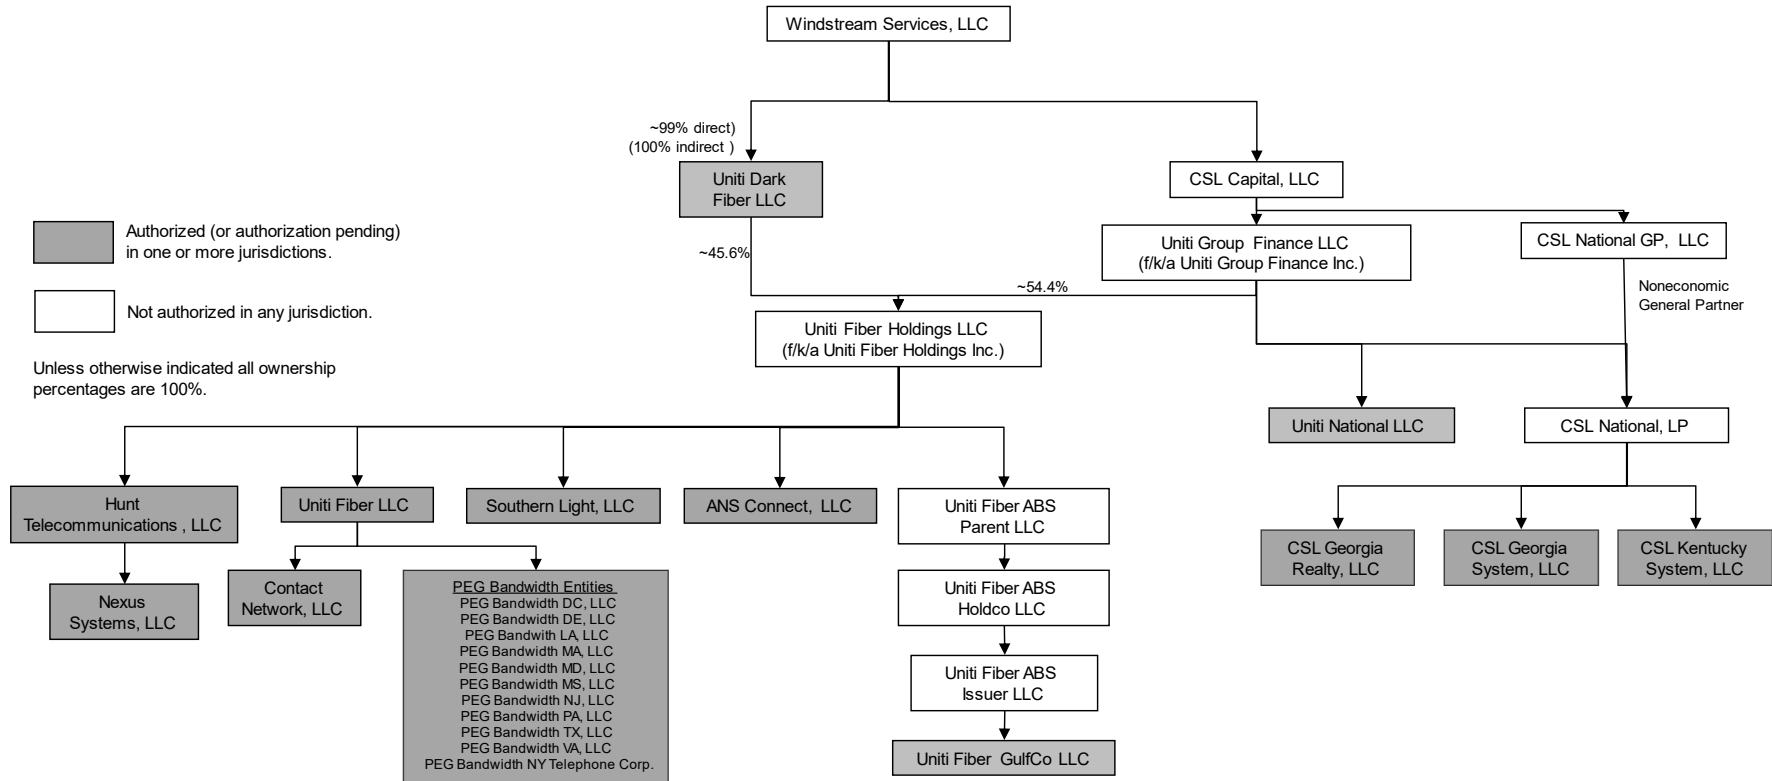 Windstream Services, LLC
~99% direct)
(100% indirect )
Uniti Dark
Fiber LLC
CSL Capital, LLC
Authorized (or authorization pending)
in one or more jurisdictions.
Not authorized in any jurisdiction.
Unless otherwise indicated all ownership
percentages are 100%.
~45.6%
Uniti Group Finance LLC
(f/k/a Uniti Group Finance Inc.)
CSL National GP, LLC
~54.4%
Noneconomic
General Partner
Uniti Fiber Holdings LLC
(f/k/a Uniti Fiber Holdings Inc.)
Uniti National LLC
CSL National, LP
Hunt
Telecommunications , LLC
Uniti Fiber LLC
Southern Light, LLC
ANS Connect, LLC
Uniti Fiber ABS
Parent LLC
CSL Georgia
Realty, LLC
CSL Georgia
System, LLC
CSL Kentucky
System, LLC
Nexus
Systems, LLC
Contact
Network, LLC
PEG Bandwidth Entities
PEG Bandwidth DC, LLC
PEG Bandwidth DE, LLC
PEG Bandwith LA, LLC
PEG Bandwidth MA, LLC
PEG Bandwidth MD, LLC
PEG Bandwidth MS, LLC
PEG Bandwidth NJ, LLC
PEG Bandwidth PA, LLC
PEG Bandwidth TX, LLC
PEG Bandwidth VA, LLC
PEG Bandwidth NY Telephone Corp.
Uniti Fiber ABS
Holdco LLC
Uniti Fiber ABS
Issuer LLC
Uniti Fiber GulfCo LLC